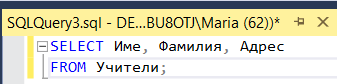 SQLQuery3.sql - DE...BU8OTJ\Maria (62))*
SELECT Име, Фамилия, Адрес
FROM Учители;